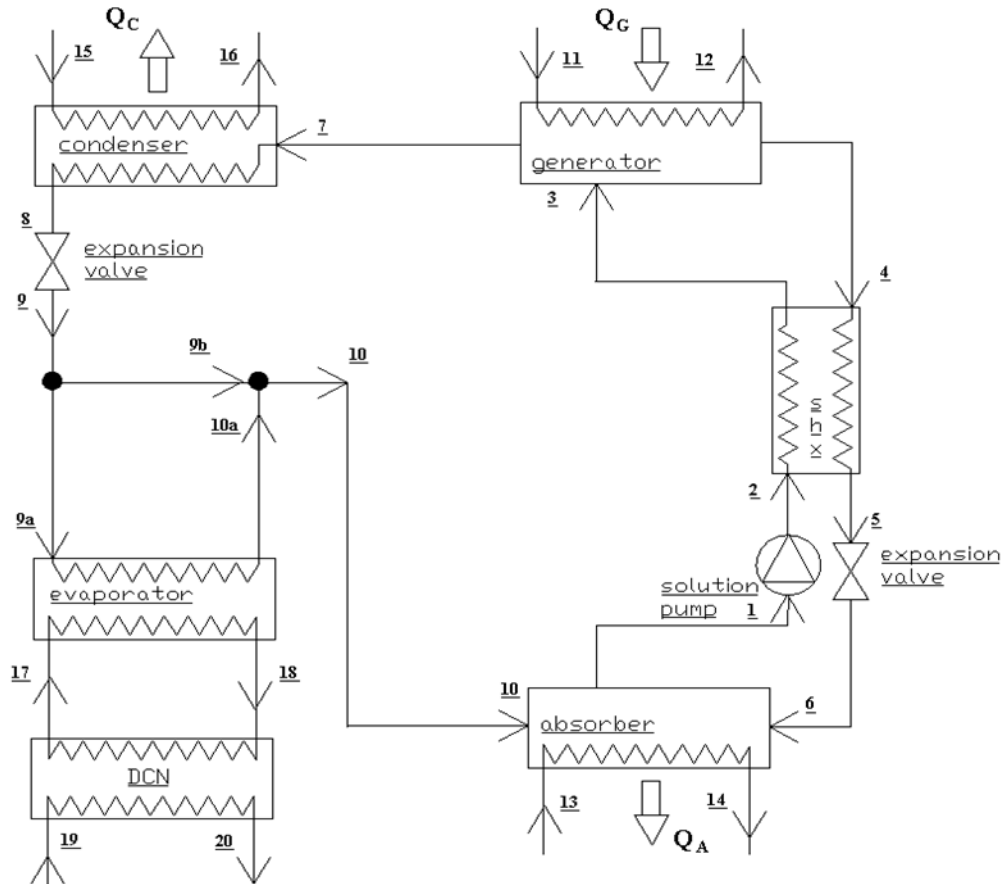 Q_C
Q_G
15
16
11
12
condenser
7
generator
3
8
expansion
valve
4
9
9b
10
shx
10a
2
9a
5
evaporator
expansion
valve
solution
pump
1
17
18
10
6
absorber
DCN
13
14
19
20
Q_A